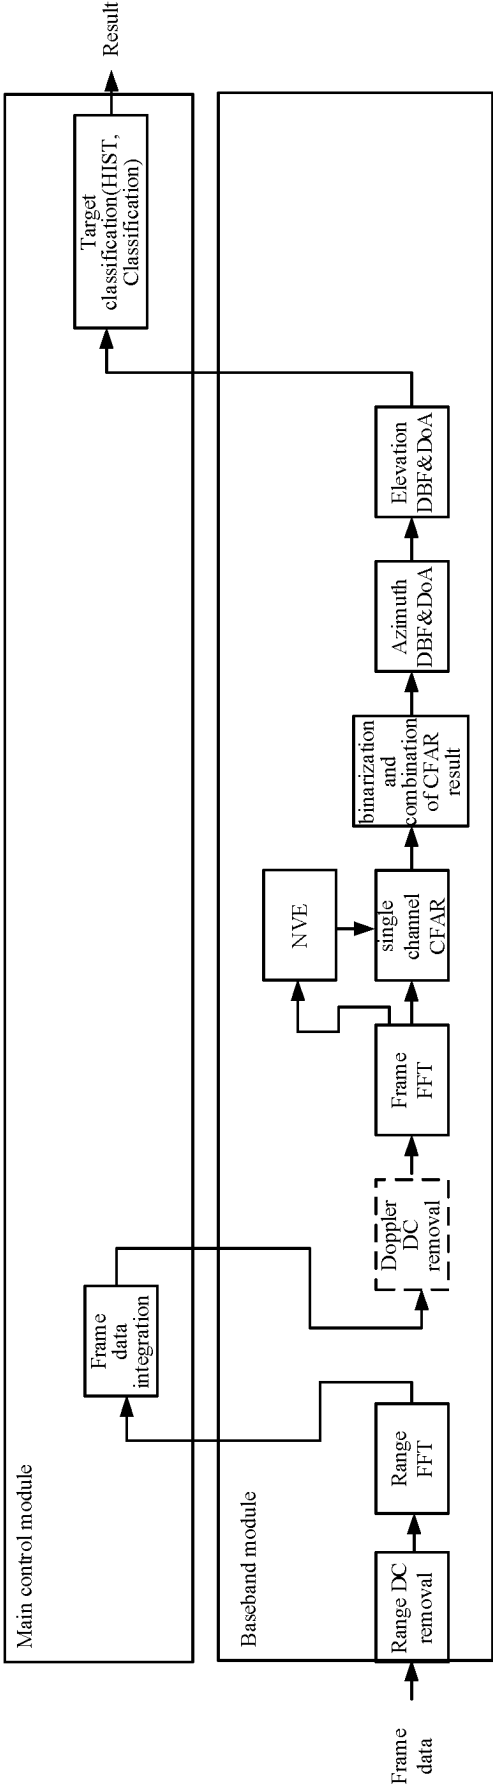 Main control module
Frame
data
integration
Target
classification(HIST,
Classification)
Result
Baseband module
Frame
data
Range DC
removal
Range
FFT
Doppler
DC
removal
Frame
FFT
NVE
single
channel
CFAR
binarization
and
combination
of CFAR
result
Azimuth
DBF&DoA
Elevation
DBF&DoA